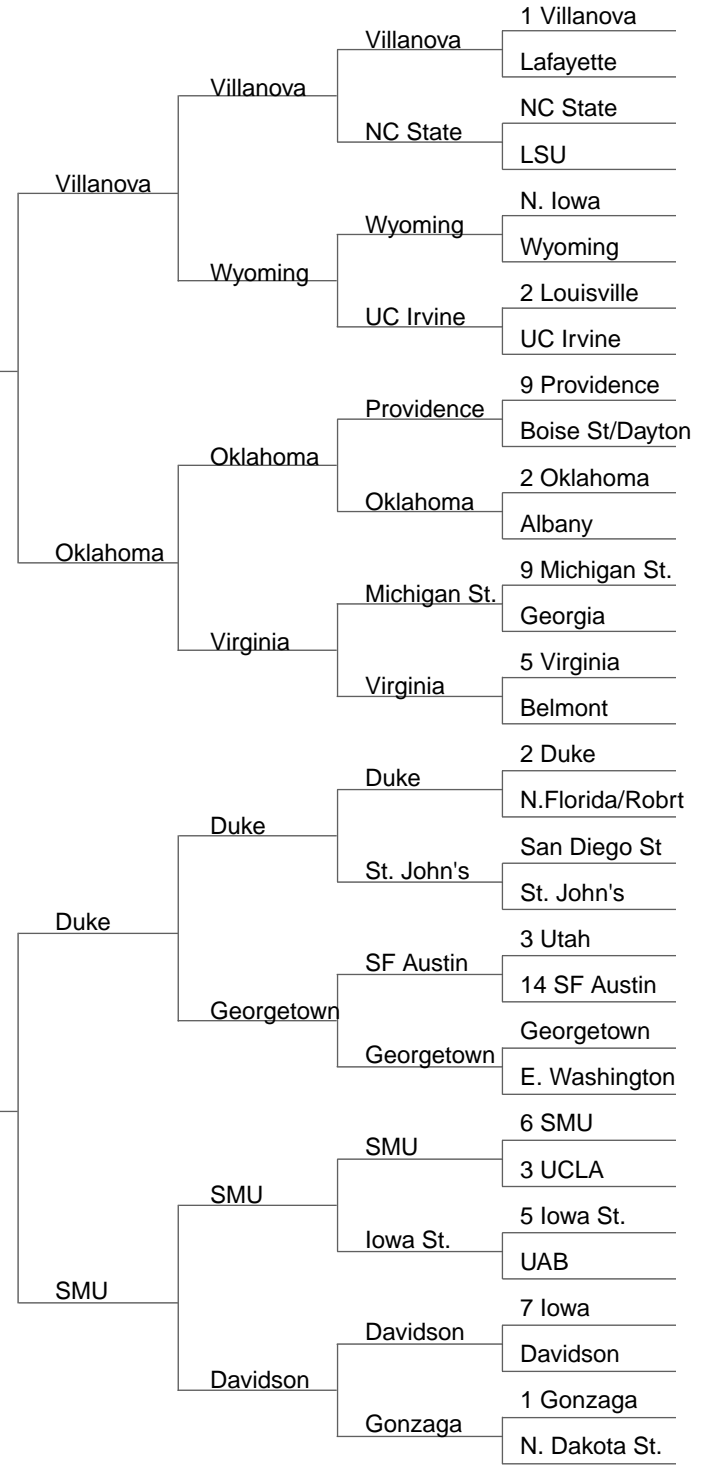 1 Villanova
Villanova
Lafayette
Villanova
NC State
NC State
LSU
Villanova
N. Iowa
Wyoming
Wyoming
Wyoming
2 Louisville
UC Irvine
UC Irvine
9 Providence
Providence
Boise St/Dayton
Oklahoma
2 Oklahoma
Oklahoma
Albany
Oklahoma
9 Michigan St.
Michigan St.
Georgia
Virginia
5 Virginia
Virginia
Belmont
2 Duke
Duke
N.Florida/Robrt
Duke
San Diego St
St. John's
St. John's
Duke
3 Utah
SF Austin
14 SF Austin
Georgetown
Georgetown
Georgetown
E. Washington
6 SMU
SMU
3 UCLA
SMU
5 Iowa St.
Iowa St.
UAB
SMU
7 Iowa
Davidson
Davidson
Davidson
1 Gonzaga
Gonzaga
N. Dakota St.